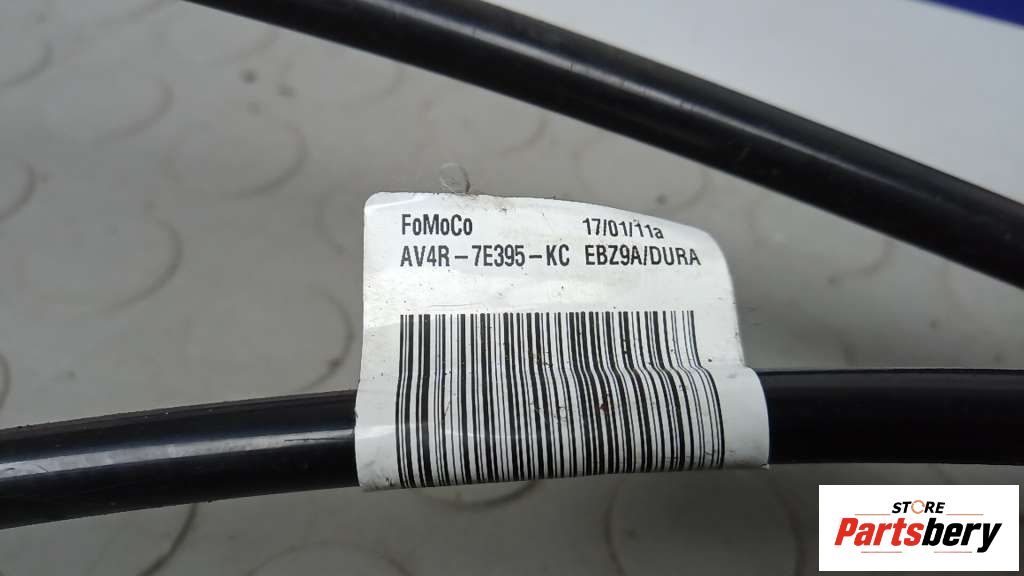 FoMoCo 17/01/11a
AV4R-7E395-KC EBZ9A/DURA
STORE
Partsbery